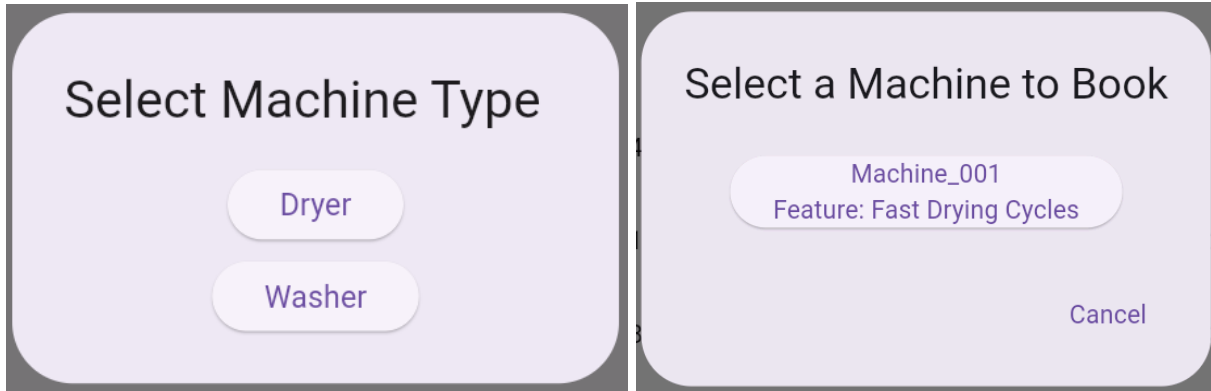 Select Machine Type
Dryer
Washer
Select a Machine to Book
Machine_001
Feature: Fast Drying Cycles
Cancel